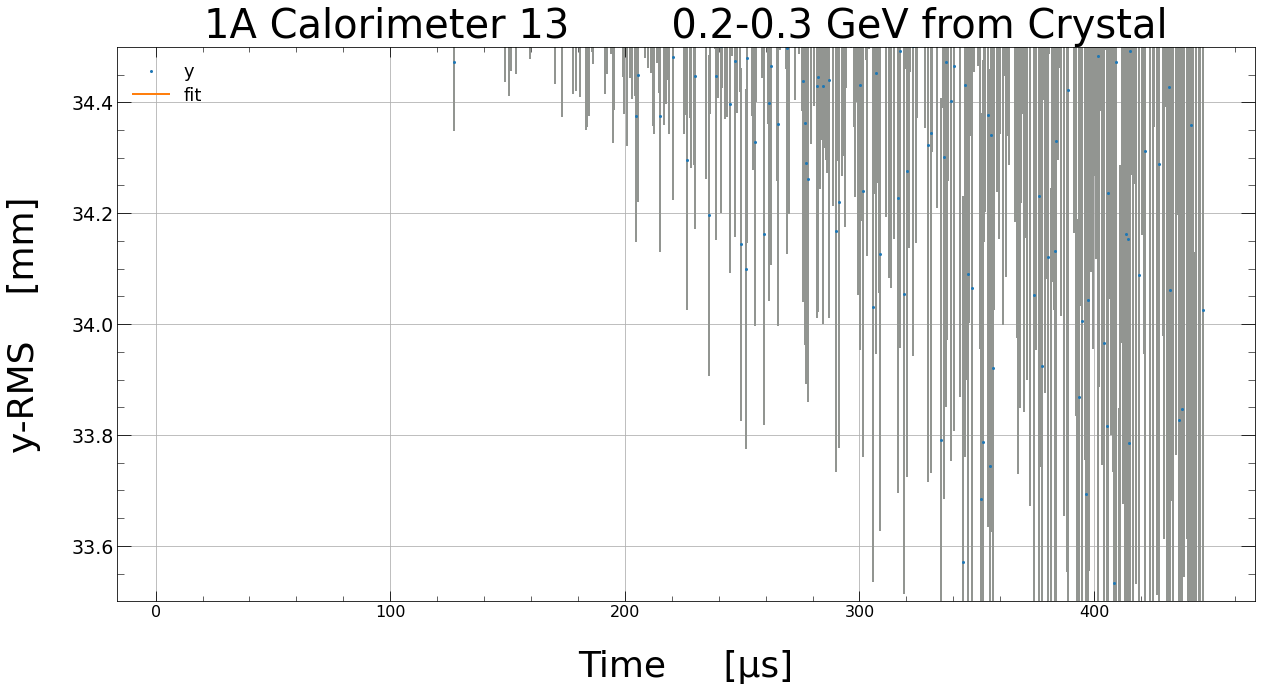 1A Calorimeter 13 0.2-0.3 GeV from Crystal
y
fit
34.4
34.2
34.0
33.8
33.6
y-RMS [mm]
0 100 200 300 400
Time [µs]